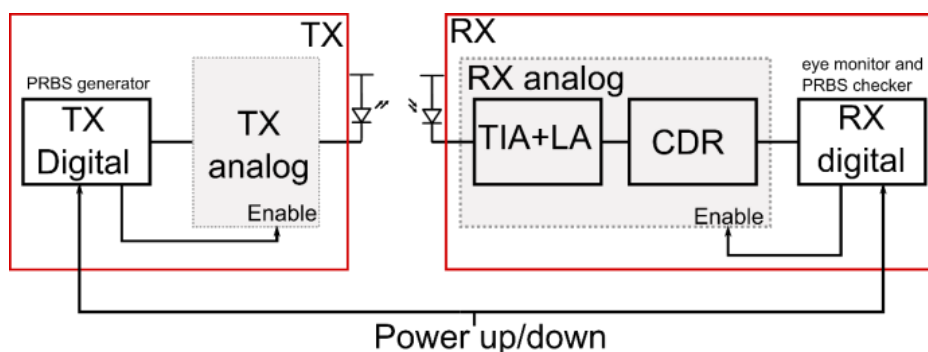 TX
RX
PRBS generator
TX
Digital
TX
analog
Enable
RX analog
TIA+LA
CDR
Enable
eye monitor and
PRBS checker
RX
digital
Power up/down